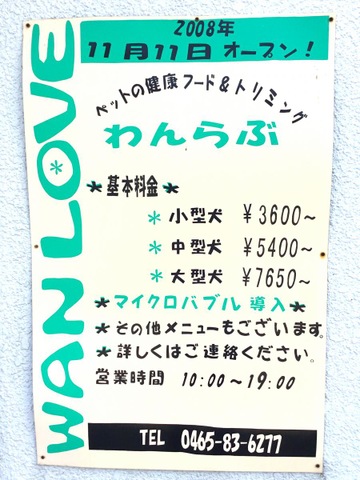 WAN LOVE
2008年
11月11日 オープン!
ペットの健康フード&トリミング
わんらぶ
*基本料金*
* 小型犬 ¥3600~
* 中型犬 ¥5400~
* 大型犬 ¥7650~
*マイクロバブル 導入*
*その他メニューもございます。
*詳しくはご連絡ください。
営業時間 10:00~19:00
TEL 0465-83-6277